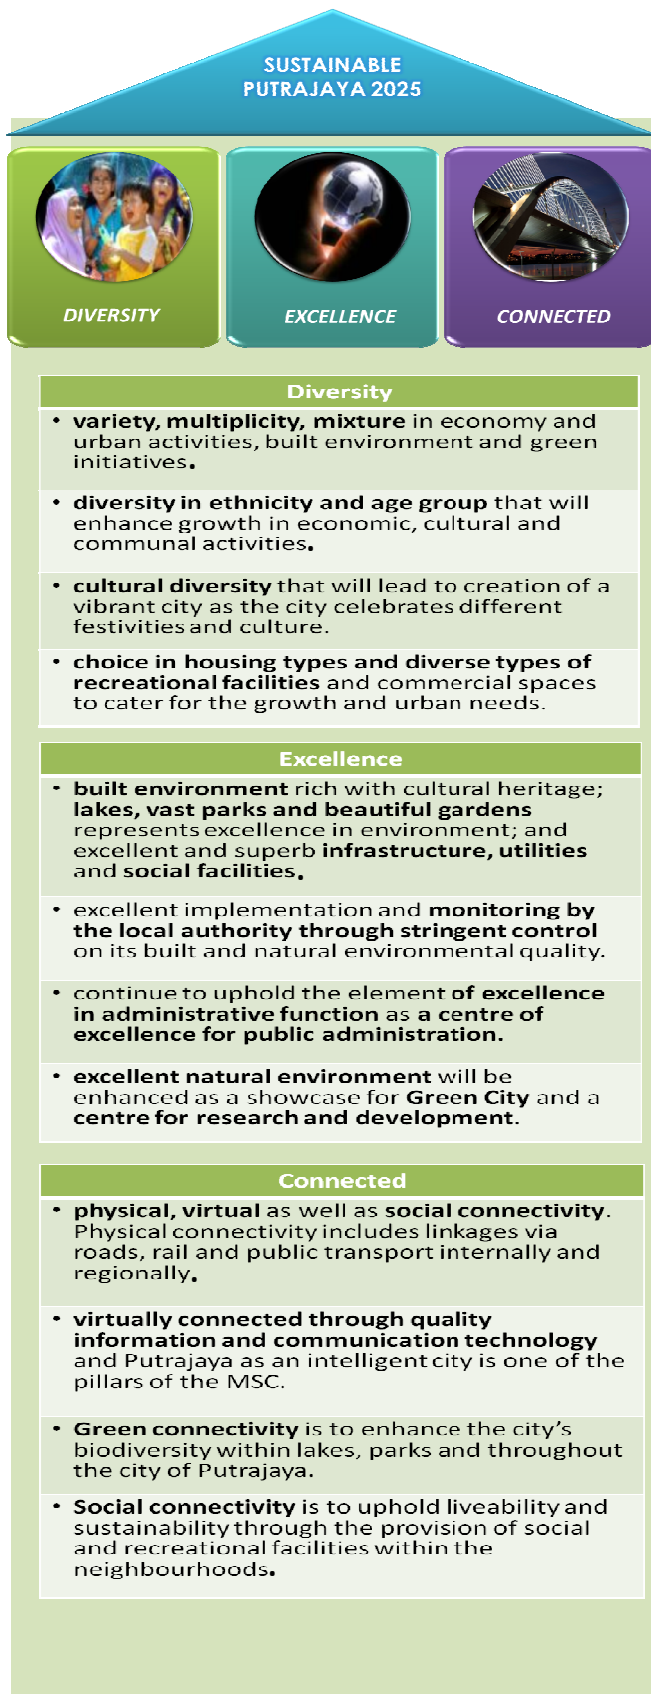 SUSTAINABLE
PUTRAJAYA 2025
DIVERSITY
EXCELLENCE
CONNECTED
Diversity
• variety, multiplicity, mixture in economy and
urban activities, built environment and green
initiatives.
• diversity in ethnicity and age group that will
enhance growth in economic, cultural and
communal activities.
• cultural diversity that will lead to creation of a
vibrant city as the city celebrates different
festivities and culture.
• choice in housing types and diverse types of
recreational facilities and commercial spaces
to cater for the growth and urban needs.
Excellence
• built environment rich with cultural heritage;
lakes, vast parks and beautiful gardens
represents excellence in environment; and
excellent and superb infrastructure, utilities
and social facilities.
• excellent implementation and monitoring by
the local authority through stringent control
on its built and natural environmental quality.
• continue to uphold the element of excellence
in administrative function as a centre of
excellence for public administration.
• excellent natural environment will be
enhanced as a showcase for Green City and a
centre for research and development.
Connected
• physical, virtual as well as social connectivity.
Physical connectivity includes linkages via
roads, rail and public transport internally and
regionally.
• virtually connected through quality
information and communication technology
and Putrajaya as an intelligent city is one of the
pillars of the MSC.
• Green connectivity is to enhance the city's
biodiversity within lakes, parks and throughout
the city of Putrajaya.
• Social connectivity is to uphold liveability and
sustainability through the provision of social
and recreational facilities within the
neighbourhoods.